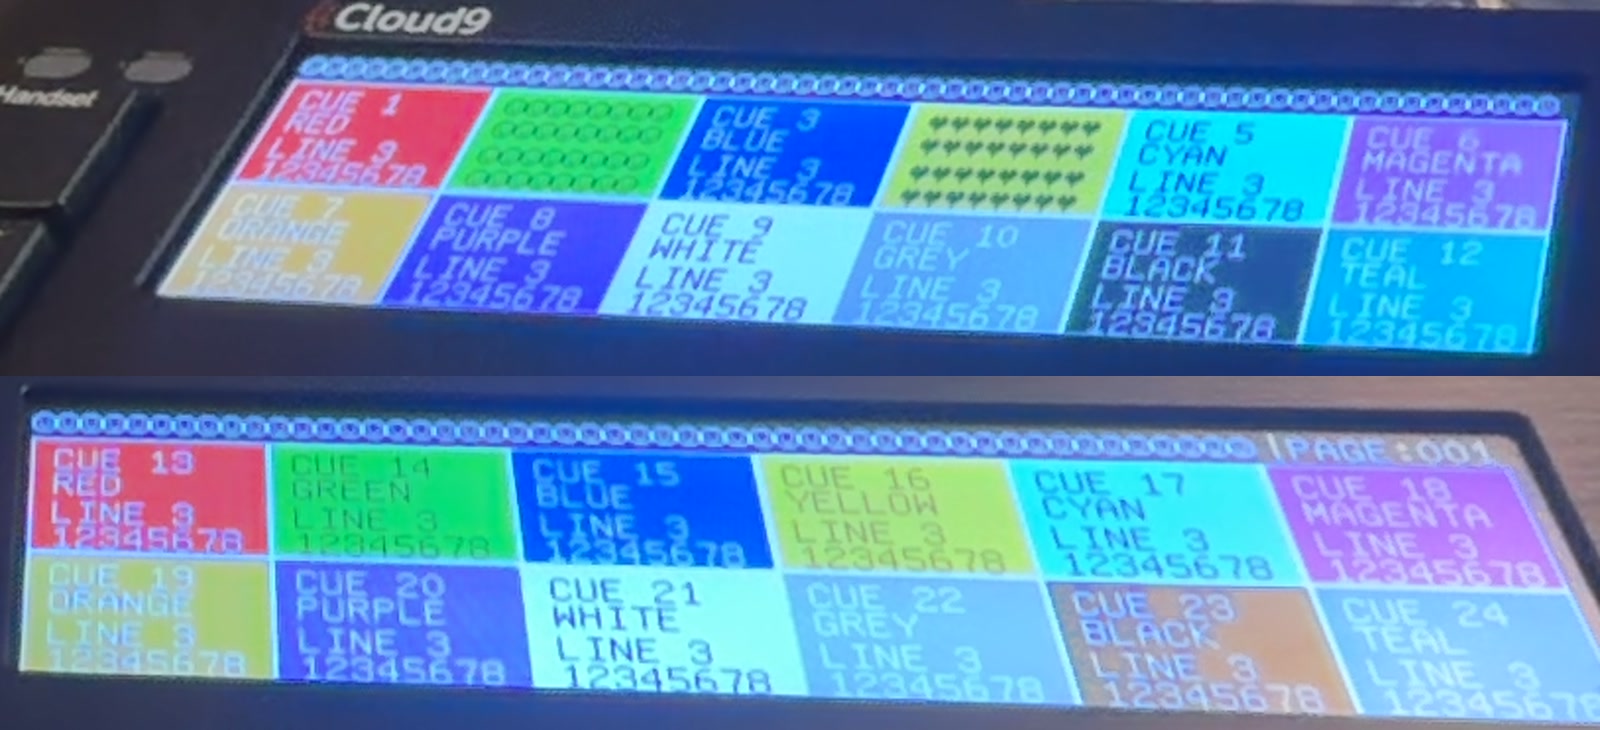 Cloud9
Handset
CUE 1
RED
LINE 3
12345678
CUE 3
BLUE
LINE 3
12345678
CUE 5
CYAN
LINE 3
12345678
CUE 6
MAGENTA
LINE 3
12345678
CUE 7
ORANGE
LINE 3
12345678
CUE 8
PURPLE
LINE 3
12345678
CUE 9
WHITE
LINE 3
12345678
CUE 10
GREY
LINE 3
12345678
CUE 11
BLACK
LINE 3
12345678
CUE 12
TEAL
LINE 3
12345678
|PAGE:001
CUE 13
RED
LINE 3
12345678
CUE 14
GREEN
LINE 3
12345678
CUE 15
BLUE
LINE 3
12345678
CUE 16
YELLOW
LINE 3
12345678
CUE 17
CYAN
LINE 3
12345678
CUE 18
MAGENTA
LINE 3
12345678
CUE 19
ORANGE
LINE 3
12345678
CUE 20
PURPLE
LINE 3
12345678
CUE 21
WHITE
LINE 3
12345678
CUE 22
GREY
LINE 3
12345678
CUE 23
BLACK
LINE 3
12345678
CUE 24
TEAL
LINE 3
12345678